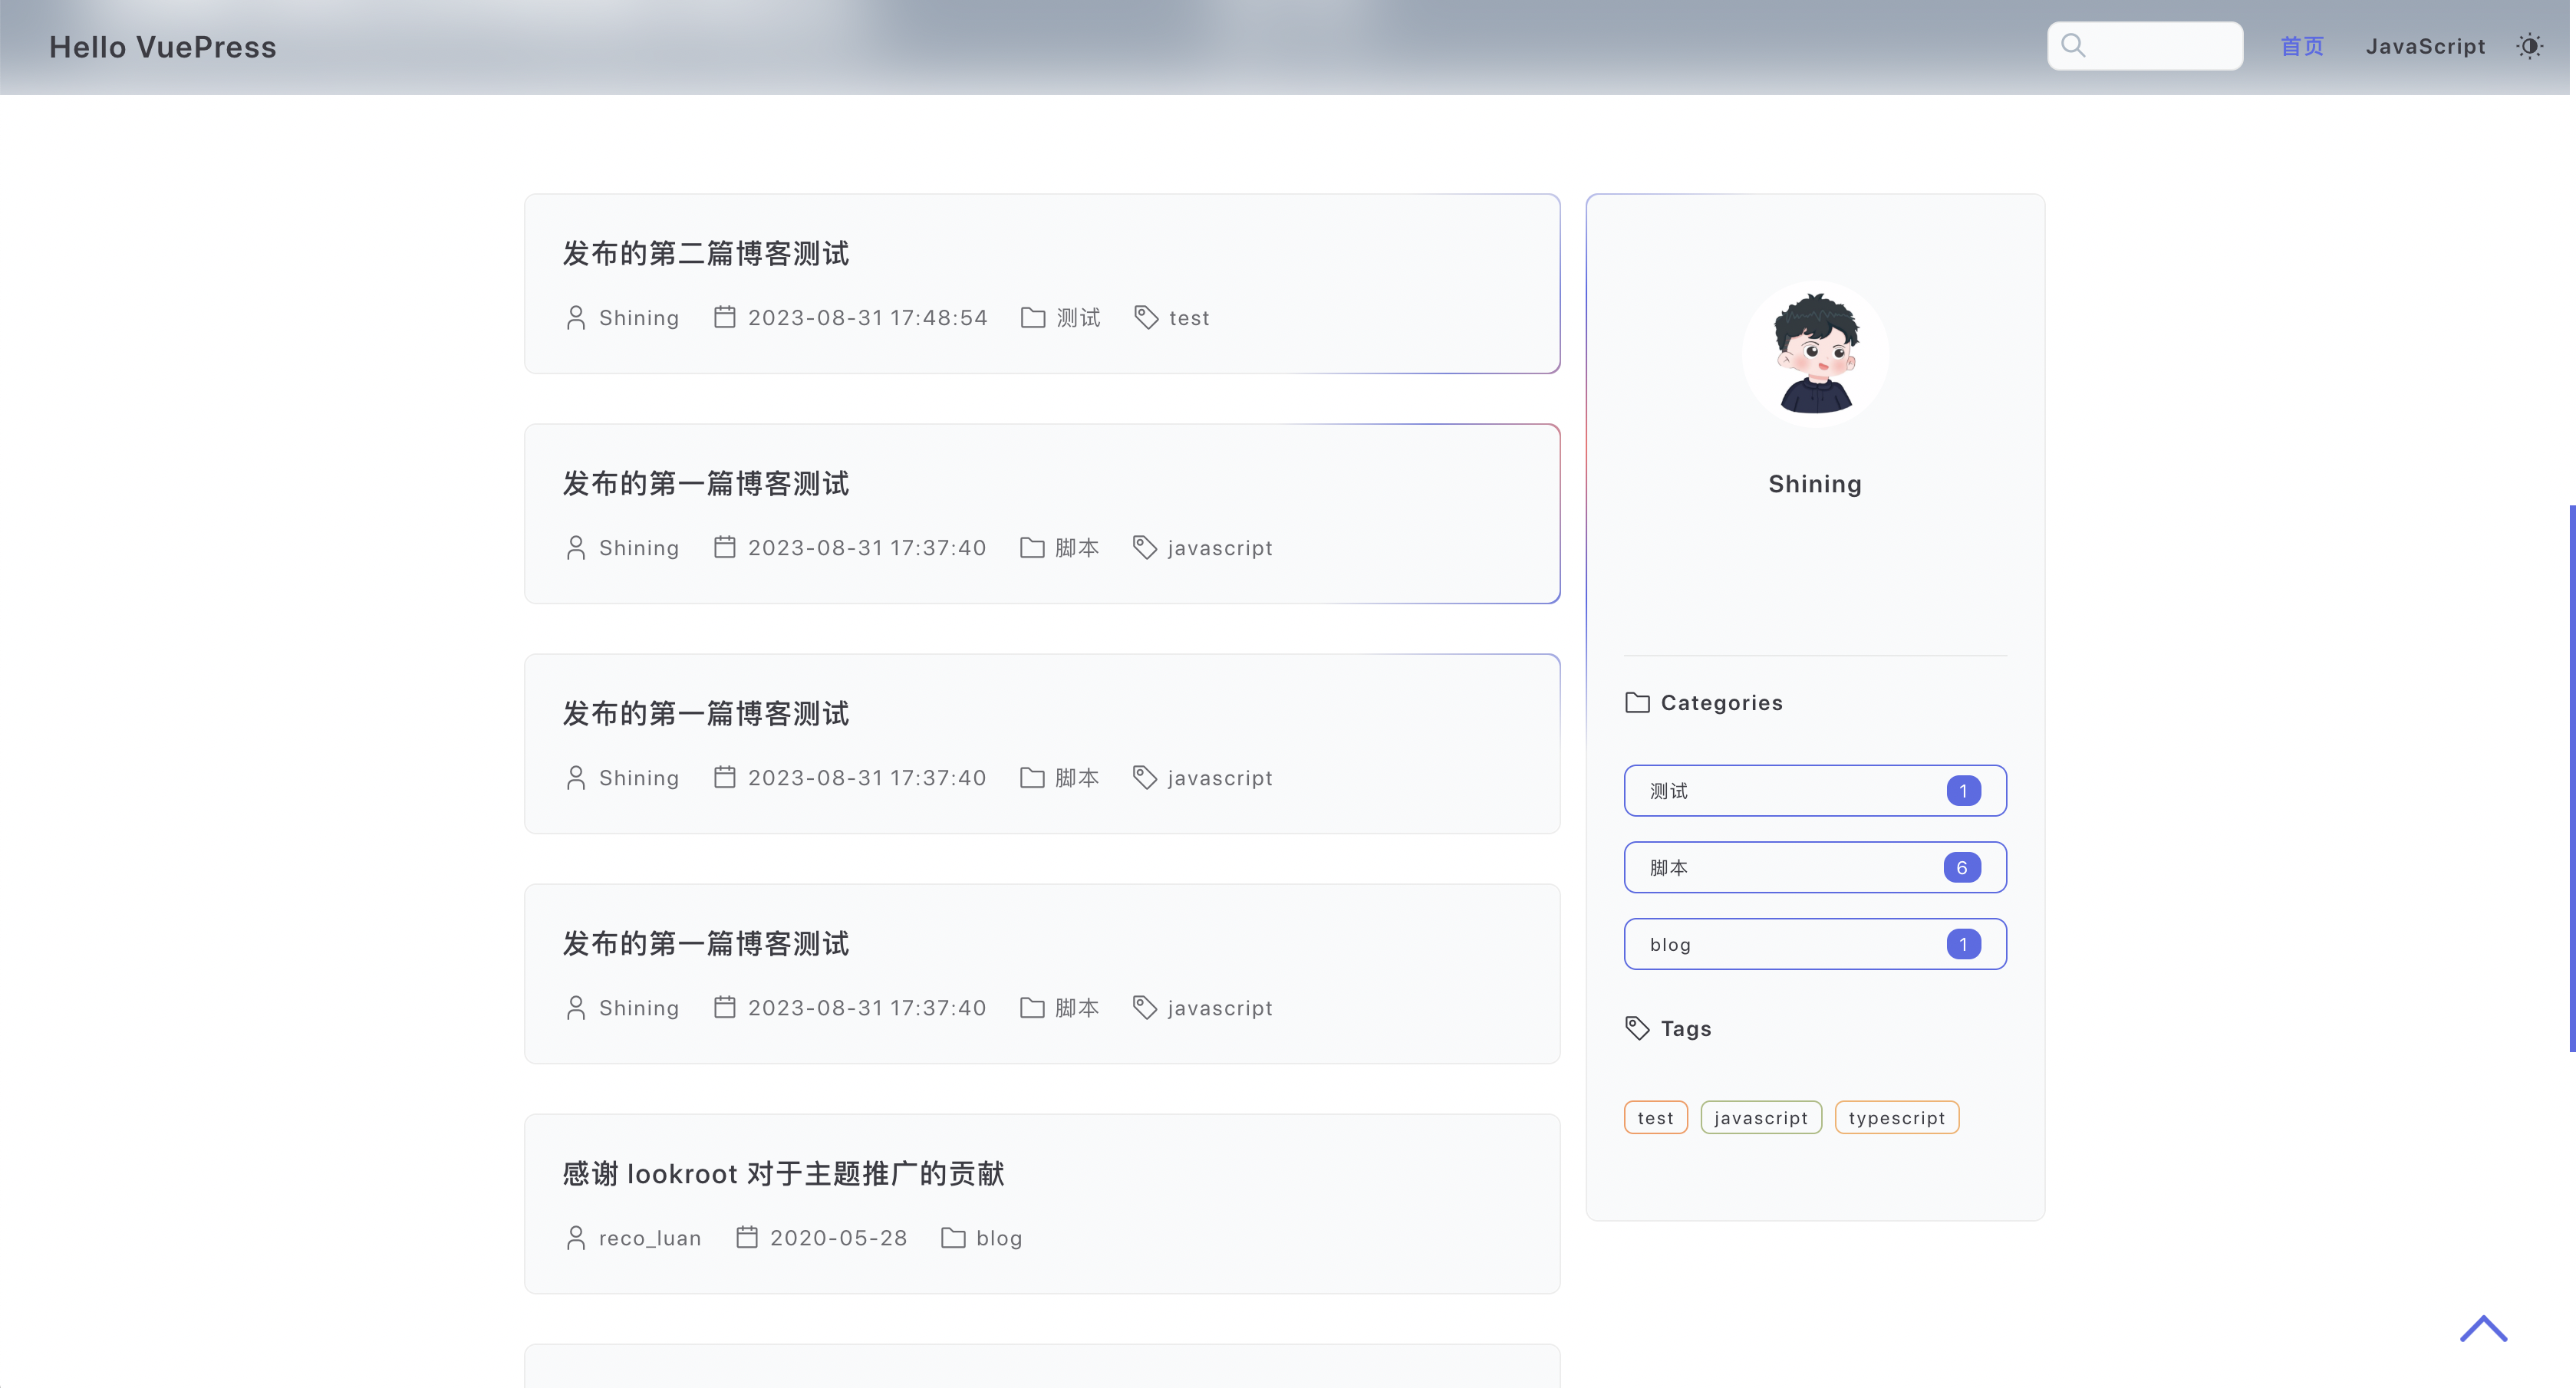 Hello VuePress
首页 JavaScript
发布的第二篇博客测试
Shining 2023-08-31 17:48:54 测试 test
发布的第一篇博客测试
Shining 2023-08-31 17:37:40 脚本 javascript
发布的第一篇博客测试
Shining 2023-08-31 17:37:40 脚本 javascript
发布的第一篇博客测试
Shining 2023-08-31 17:37:40 脚本 javascript
感谢 lookroot 对于主题推广的贡献
reco_luan 2020-05-28 blog
Shining
Categories
测试 1
脚本 6
blog 1
Tags
test javascript typescript